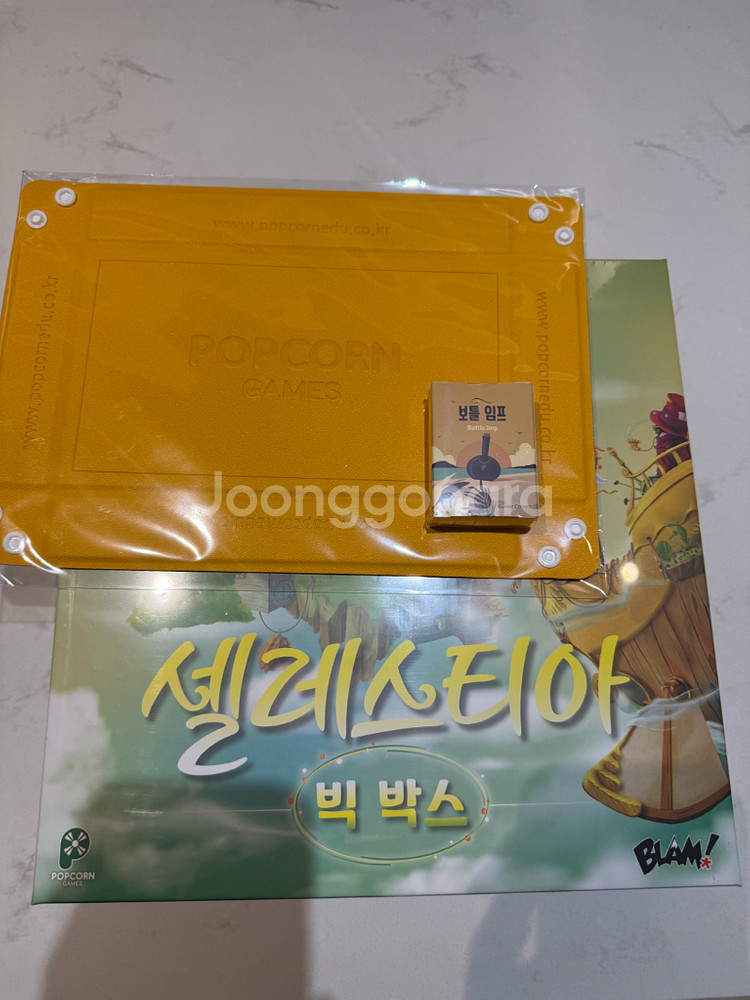 www.popcornedu.co.kr
www.popcornedu.co.kr
www.popcornedu.co.kr
POPCORN
GAMES
보틀 임프
Bottle Imp
Joonggonara
셀레스티아
빅 박스
POPCORN
GAMES
BLAM!